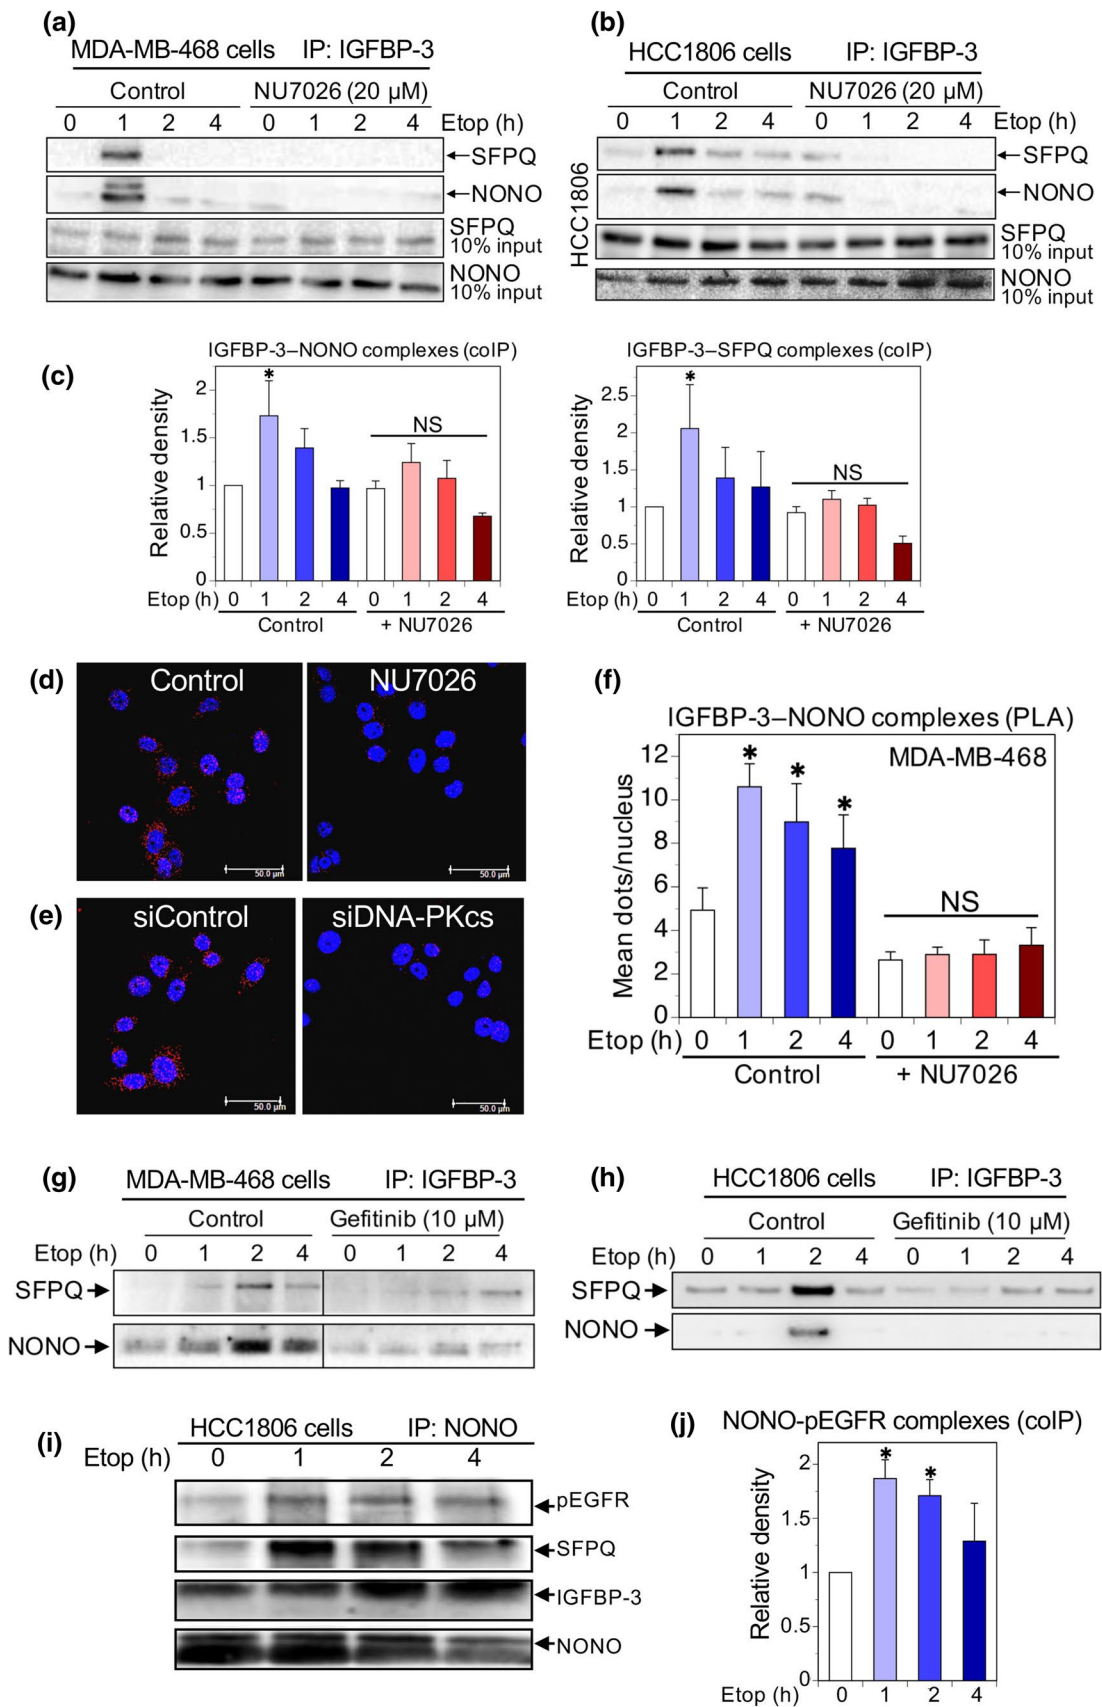 (a)
MDA-MB-468 cells IP: IGFBP-3
Control NU7026 (20 μM)
0 1 2 4 0 1 2 4 Etop (h)
SFPQ
NONO
SFPQ
10% input
NONO
10% input
(b)
HCC1806 cells IP: IGFBP-3
Control NU7026 (20 μM)
0 1 2 4 0 1 2 4 Etop (h)
HCC1806
SFPQ
NONO
SFPQ
10% input
NONO
10% input
(c)
IGFBP-3–NONO complexes (coIP)
Relative density
2
1.5
1
0.5
0
*
NS
Etop (h) 0 1 2 4 0 1 2 4
Control + NU7026
IGFBP-3–SFPQ complexes (coIP)
Relative density
2.5
2
1.5
1
0.5
0
*
NS
Etop (h) 0 1 2 4 0 1 2 4
Control + NU7026
(d)
Control NU7026
50.0 μm 50.0 μm
(e)
siControl siDNA-PKcs
50.0 μm 50.0 μm
(f)
IGFBP-3–NONO complexes (PLA)
MDA-MB-468
Mean dots/nucleus
12
10
8
6
4
2
0
* * *
NS
Etop (h) 0 1 2 4 0 1 2 4
Control + NU7026
(g)
MDA-MB-468 cells IP: IGFBP-3
Control Gefitinib (10 μM)
Etop (h) 0 1 2 4 0 1 2 4
SFPQ
NONO
(h)
HCC1806 cells IP: IGFBP-3
Control Gefitinib (10 μM)
Etop (h) 0 1 2 4 0 1 2 4
SFPQ
NONO
(i)
HCC1806 cells IP: NONO
Etop (h) 0 1 2 4
pEGFR
SFPQ
IGFBP-3
NONO
(j)
NONO-pEGFR complexes (coIP)
Relative density
2
1.5
1
0.5
0
* *
Etop (h) 0 1 2 4